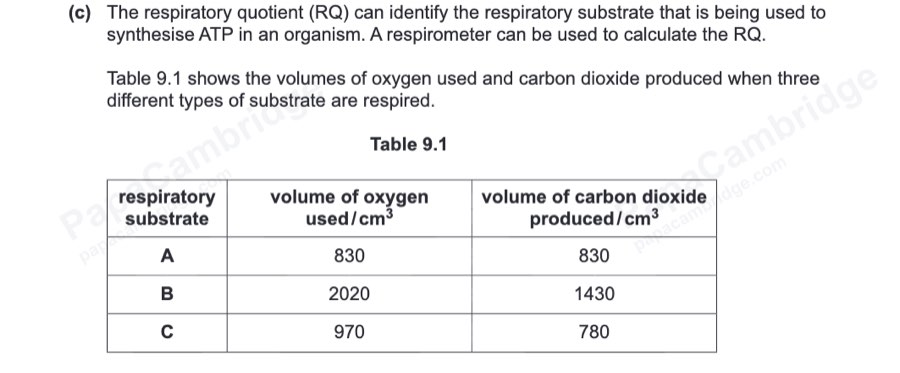 (c) The respiratory quotient (RQ) can identify the respiratory substrate that is being used to
synthesise ATP in an organism. A respirometer can be used to calculate the RQ.
Table 9.1 shows the volumes of oxygen used and carbon dioxide produced when three
different types of substrate are respired.
Table 9.1
respiratory substrate volume of oxygen used/cm³ volume of carbon dioxide produced/cm³
A 830 830
B 2020 1430
C 970 780
PapaCambridge